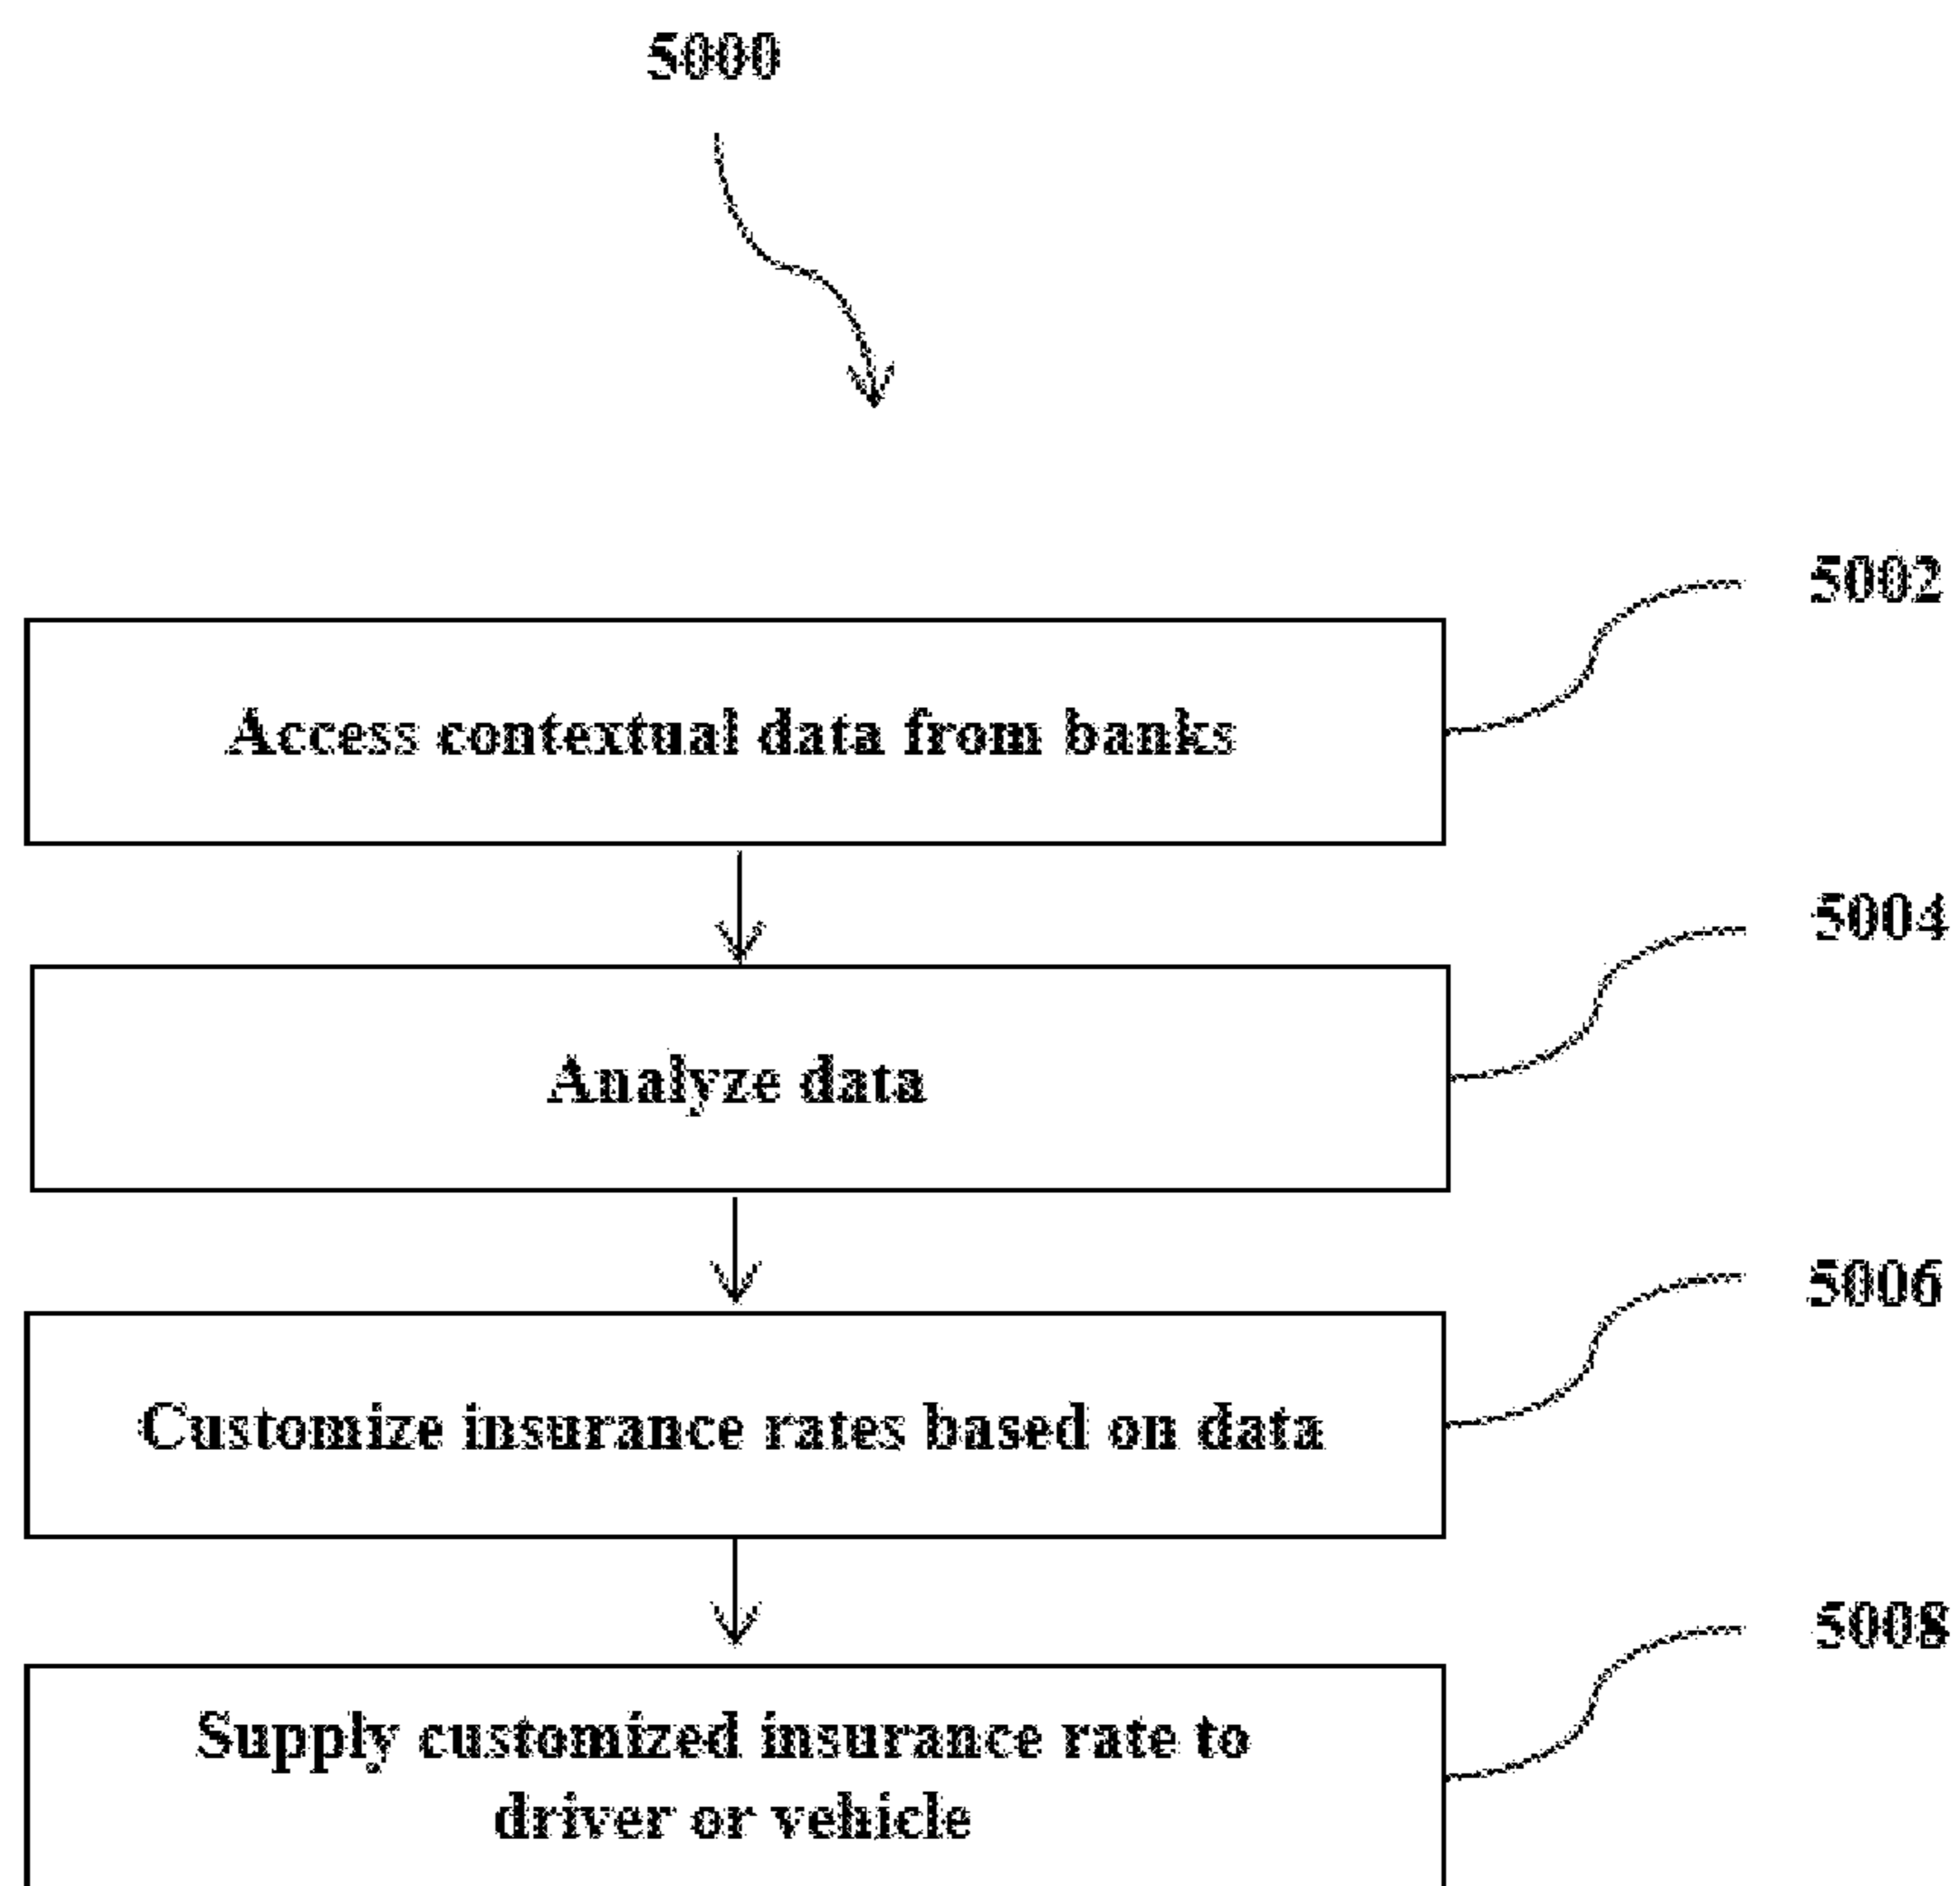 5000
5002
Access contextual data from banks
5004
Analyze data
5006
Customize insurance rates based on data
5008
Supply customized insurance rate to
driver or vehicle